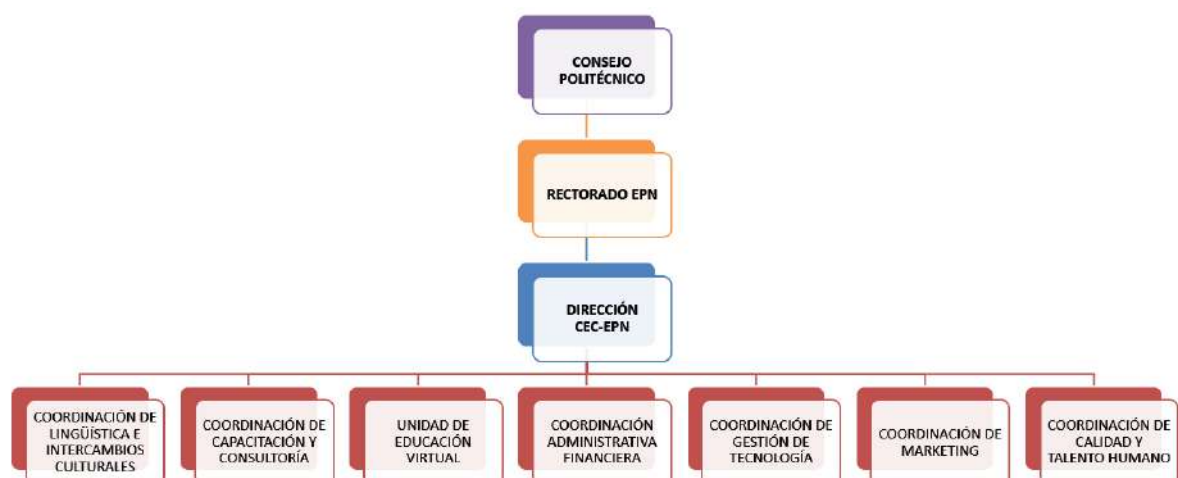 CONSEJO
POLITÉCNICO
RECTORADO EPN
DIRECCIÓN
CEC-EPN
COORDINACIÓN DE
LINGÜÍSTICA E
INTERCAMBIOS
CULTURALES
COORDINACIÓN DE
CAPACITACIÓN Y
CONSULTORÍA
UNIDAD DE
EDUCACIÓN
VIRTUAL
COORDINACIÓN
ADMINISTRATIVA
FINANCIERA
COORDINACIÓN DE
GESTIÓN DE
TECNOLOGÍA
COORDINACIÓN DE
MARKETING
COORDINACIÓN DE
CALIDAD Y
TALENTO HUMANO